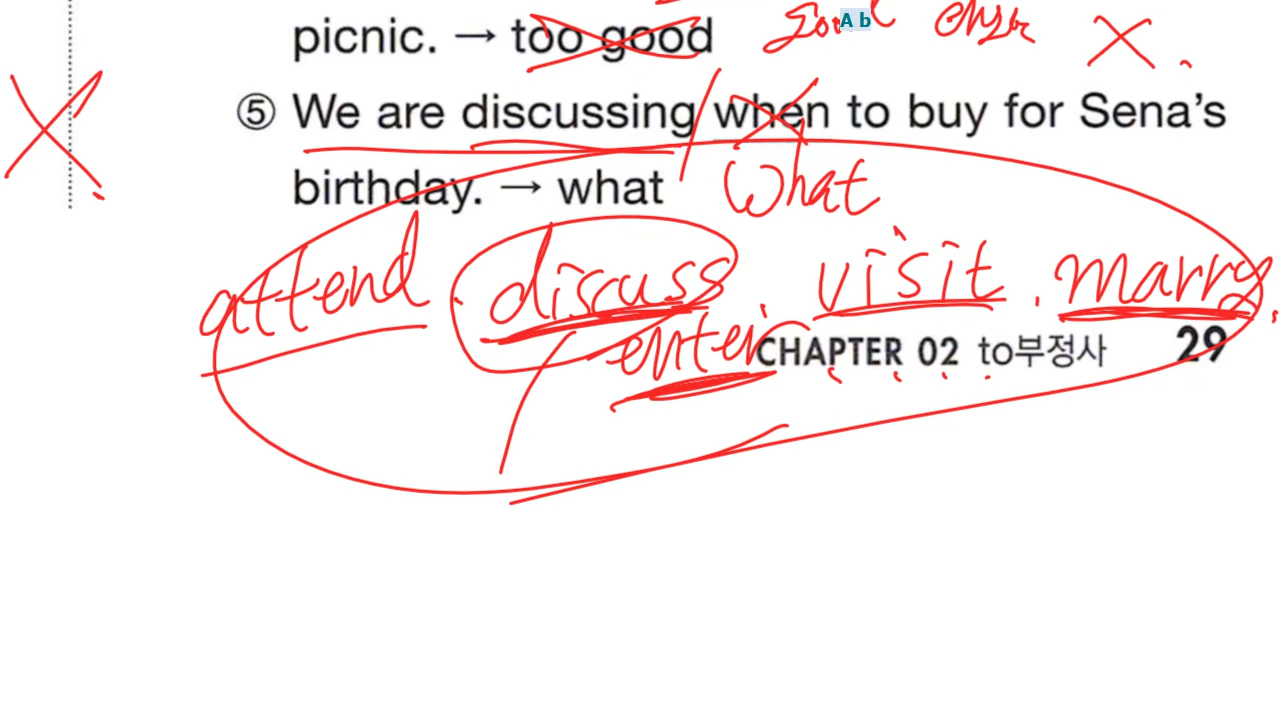 picnic. → too good
A b
⑤ We are discussing when to buy for Sena's
birthday. → what what
attend discuss, visit, marry,
enter
CHAPTER 02 to부정사 29